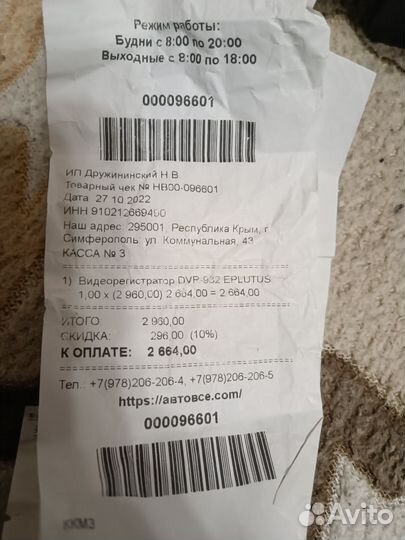 Режим работы:
Будни с 8:00 по 20:00
Выходные с 8:00 по 18:00
000096601
ИП Дружининский Н.В.
Товарный чек № НВ00-096601
Дата 27.10.2022
ИНН 910212669490
Наш адрес: 295001, Республика Крым, г.
Симферополь ул. Коммунальная, 43
КАССА № 3
1) Видеорегистратор DVP-932 EPLUTUS
1,00 x (2 960,00) 2 664,00 = 2 664,00
ИТОГО 2 960,00
СКИДКА: 296,00 (10%)
К ОПЛАТЕ: 2 664,00
Тел.: +7(978)206-206-4, +7(978)206-206-5
https://автовсе.com/
000096601
ККМ3
Avito